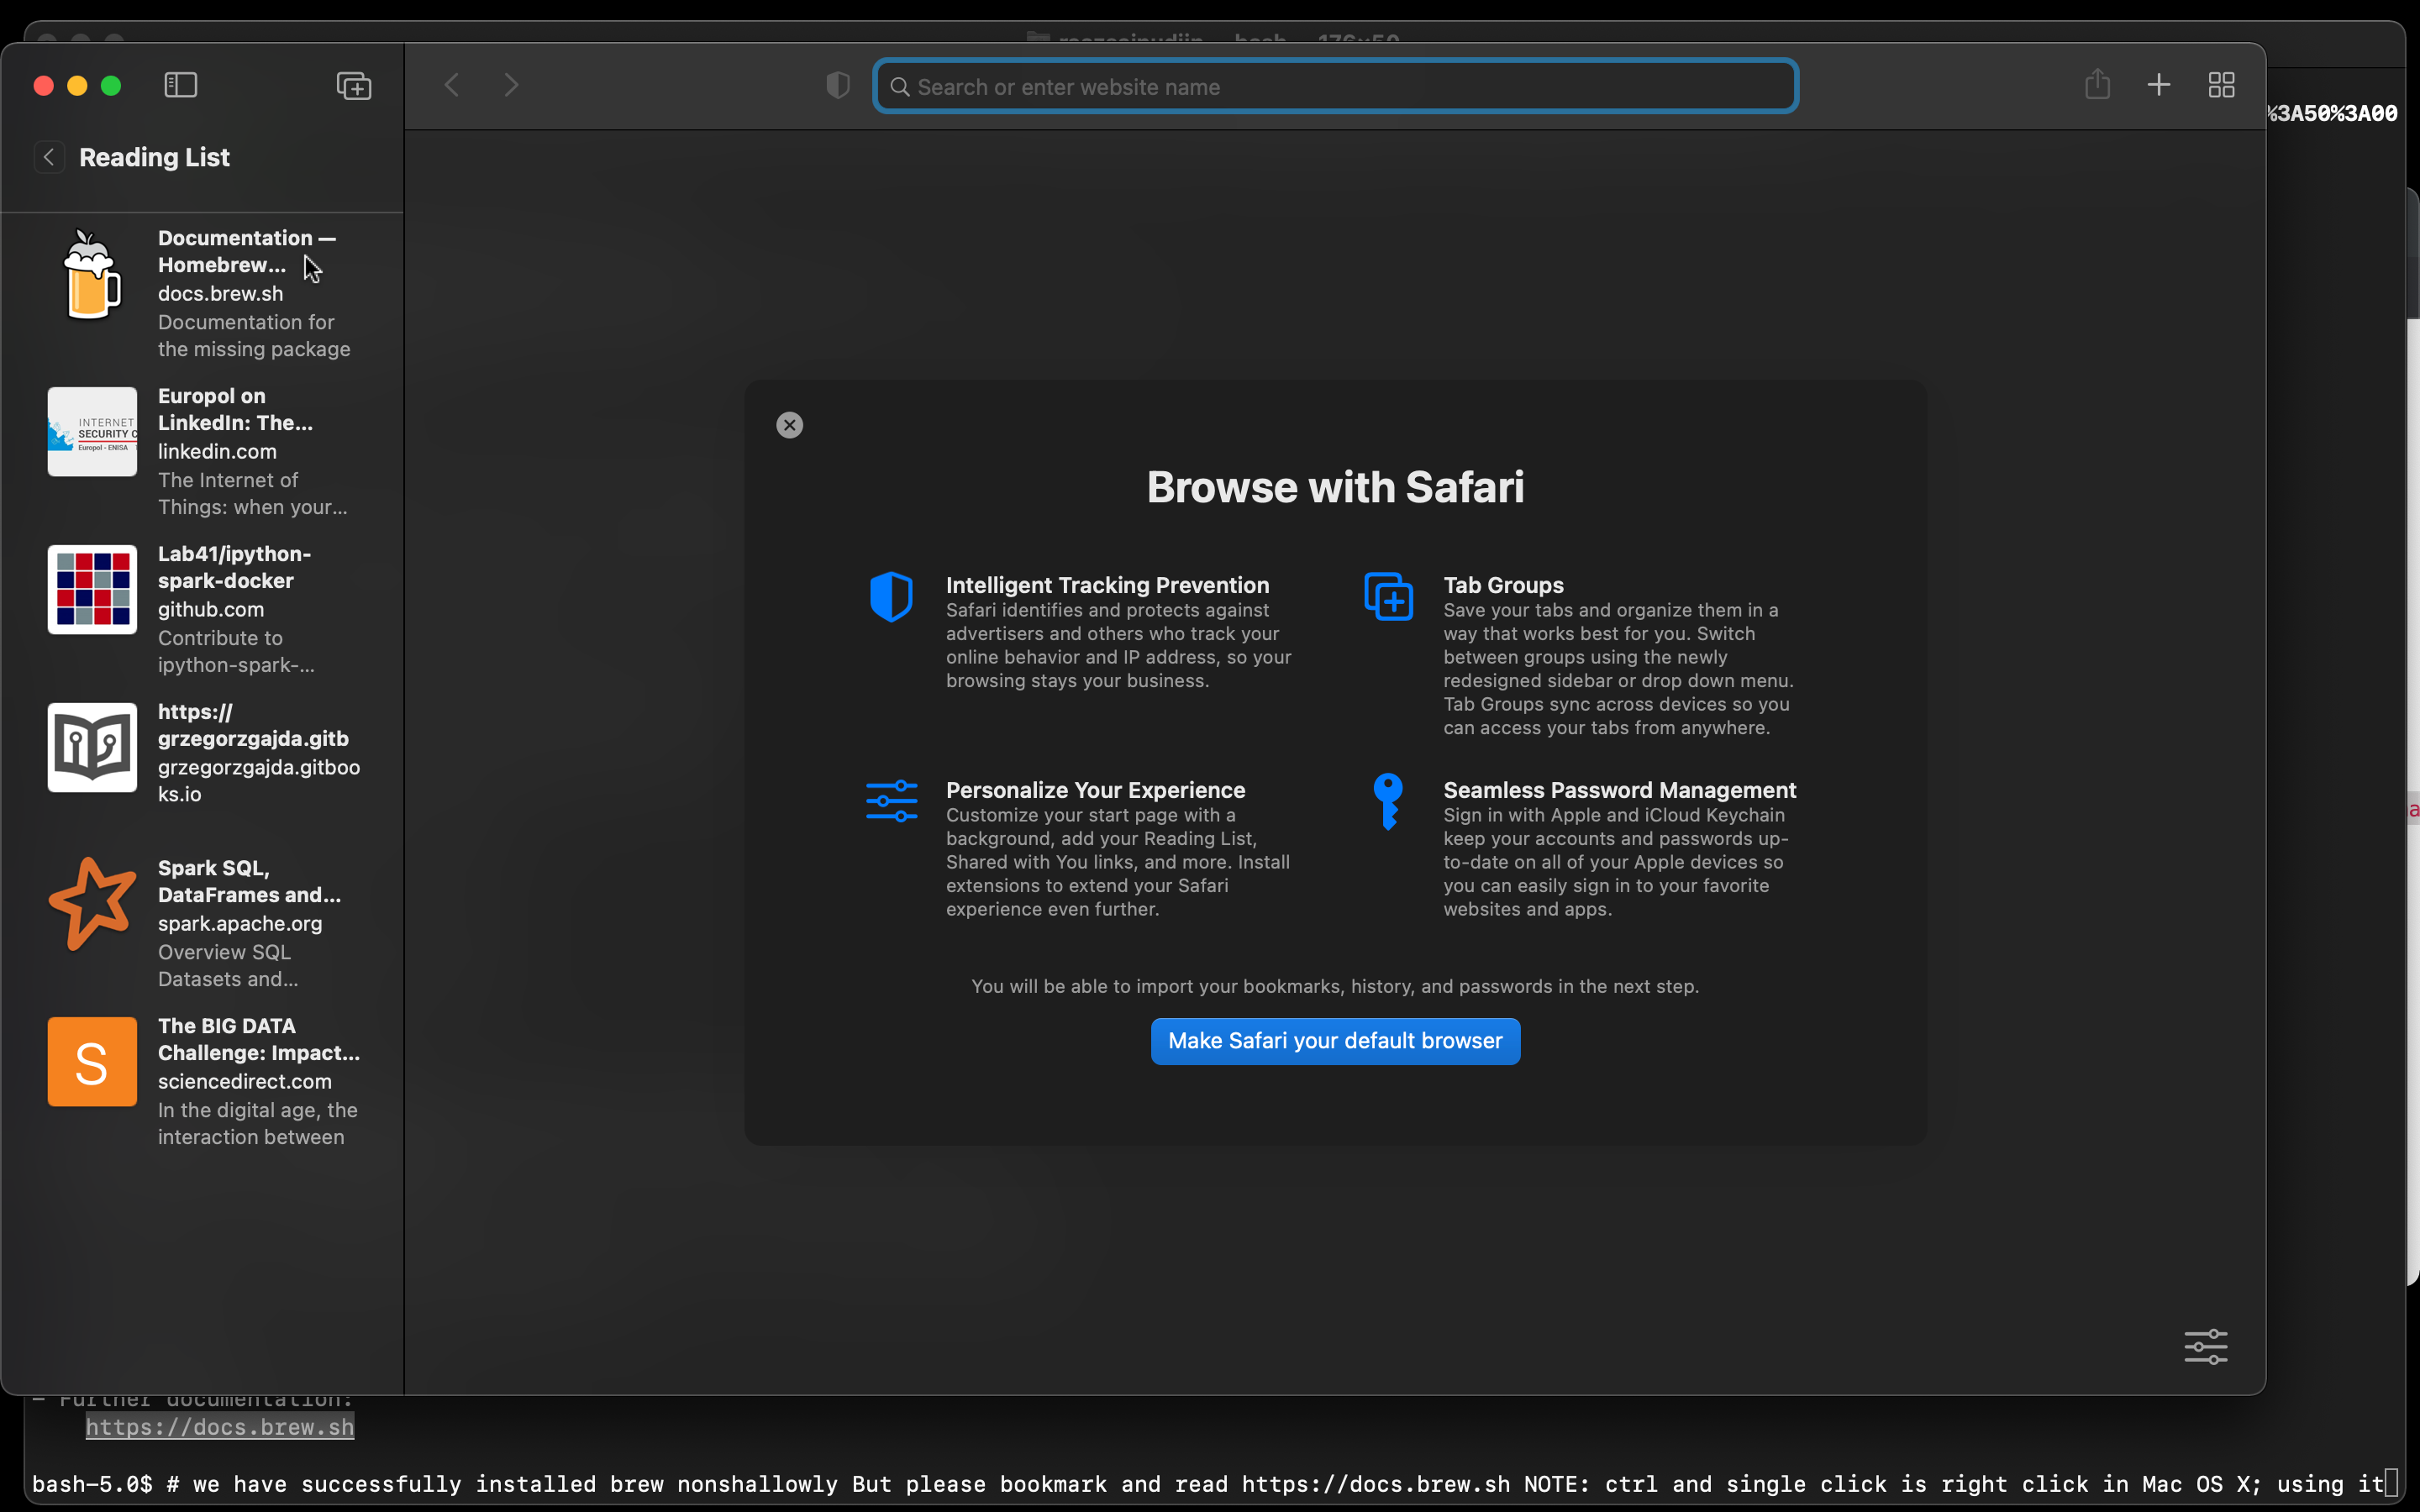 %3A50%3A00
Search or enter website name
Reading List
Documentation —
Homebrew...
docs.brew.sh
Documentation for
the missing package
INTERNET
SECURITY C
Europol - ENISA
Europol on
LinkedIn: The...
linkedin.com
The Internet of
Things: when your...
Lab41/ipython-
spark-docker
github.com
Contribute to
ipython-spark-...
https://
grzegorzgajda.gitb
grzegorzgajda.gitboo
ks.io
Spark SQL,
DataFrames and...
spark.apache.org
Overview SQL
Datasets and...
S
The BIG DATA
Challenge: Impact...
sciencedirect.com
In the digital age, the
interaction between
Browse with Safari
Intelligent Tracking Prevention
Safari identifies and protects against
advertisers and others who track your
online behavior and IP address, so your
browsing stays your business.
Tab Groups
Save your tabs and organize them in a
way that works best for you. Switch
between groups using the newly
redesigned sidebar or drop down menu.
Tab Groups sync across devices so you
can access your tabs from anywhere.
Personalize Your Experience
Customize your start page with a
background, add your Reading List,
Shared with You links, and more. Install
extensions to extend your Safari
experience even further.
Seamless Password Management
Sign in with Apple and iCloud Keychain
keep your accounts and passwords up-
to-date on all of your Apple devices so
you can easily sign in to your favorite
websites and apps.
You will be able to import your bookmarks, history, and passwords in the next step.
Make Safari your default browser
– Further documentation:
https://docs.brew.sh
bash-5.0$ # we have successfully installed brew nonshallowly But please bookmark and read https://docs.brew.sh NOTE: ctrl and single click is right click in Mac OS X; using it